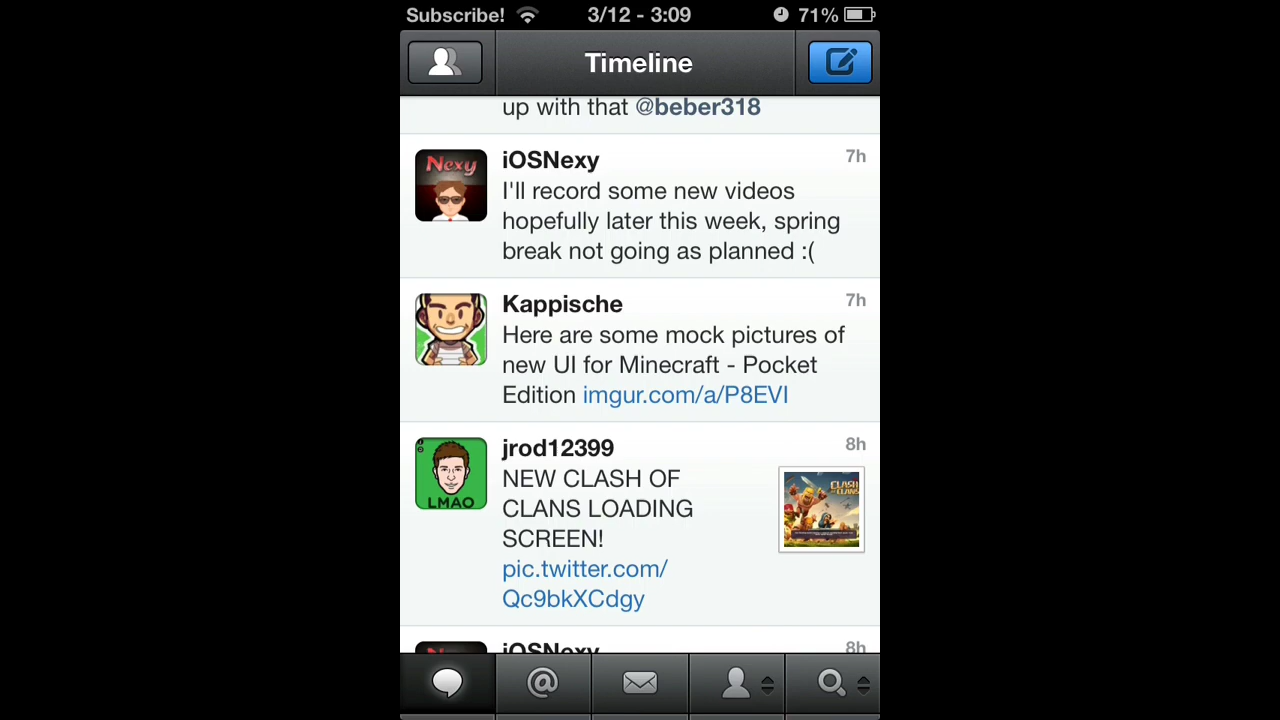 Subscribe! 3/12 - 3:09 71%
Timeline
up with that @beber318
Nexy
iOSNexy 7h
I'll record some new videos
hopefully later this week, spring
break not going as planned :(
Kappische 7h
Here are some mock pictures of
new UI for Minecraft - Pocket
Edition imgur.com/a/P8EVI
jrod12399 8h
LMAO
NEW CLASH OF
CLANS LOADING
SCREEN!
pic.twitter.com/
Qc9bkXCdgy
CLASH
CLANS
iOSNexy 8h
@